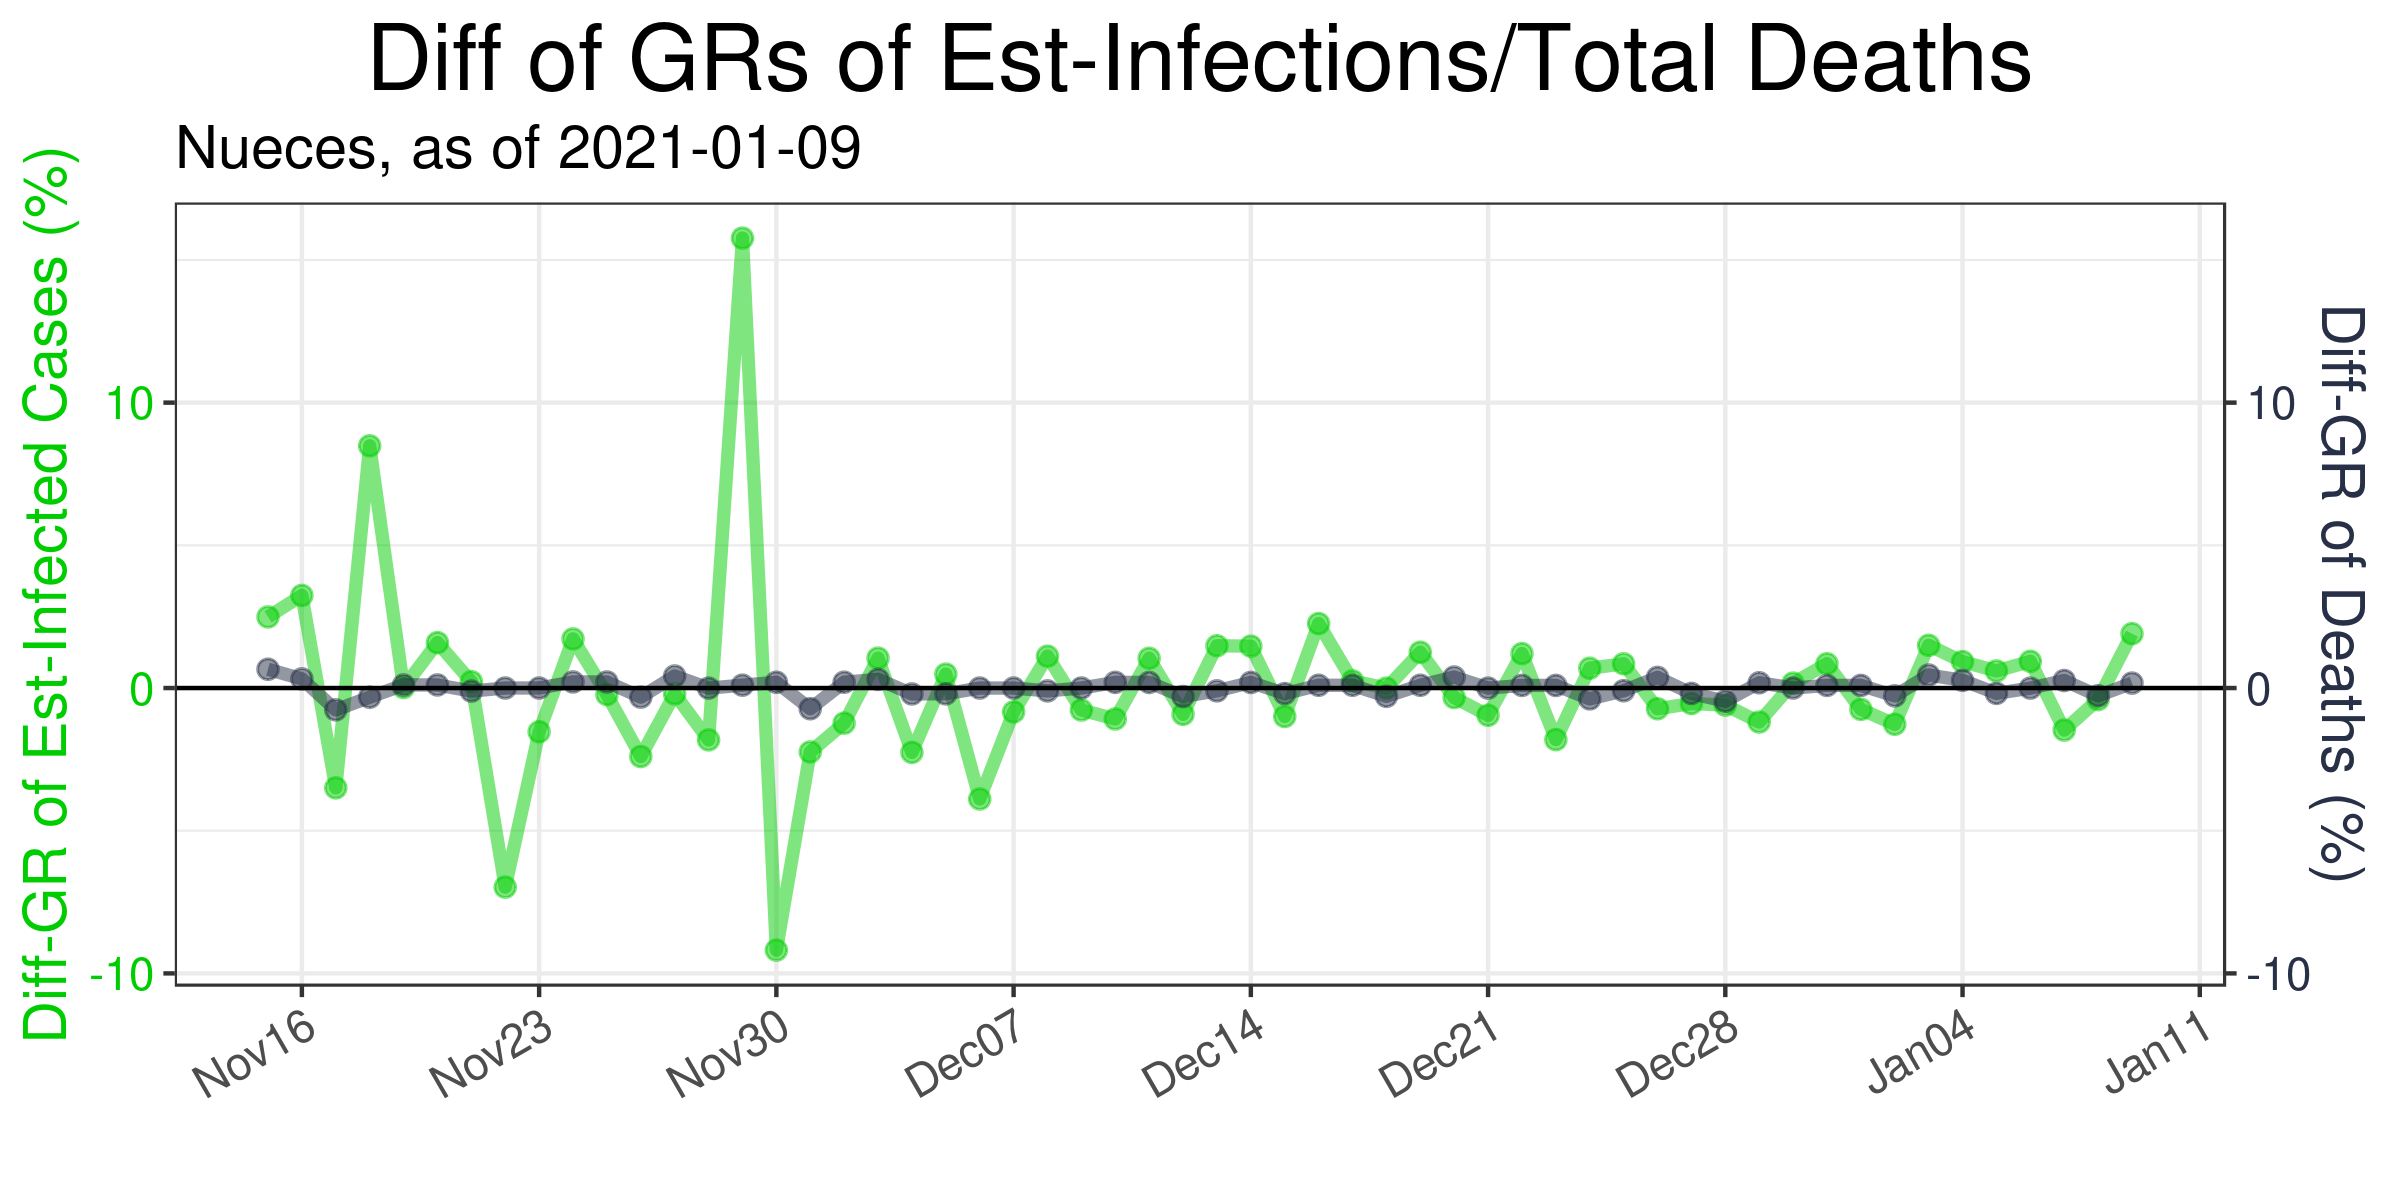 Diff of GRs of Est-Infections/Total Deaths
Nueces, as of 2021-01-09
Diff-GR of Est-Infected Cases (%)
10
0
-10
10
0
-10
Diff-GR of Deaths (%)
Nov16
Nov23
Nov30
Dec07
Dec14
Dec21
Dec28
Jan04
Jan11